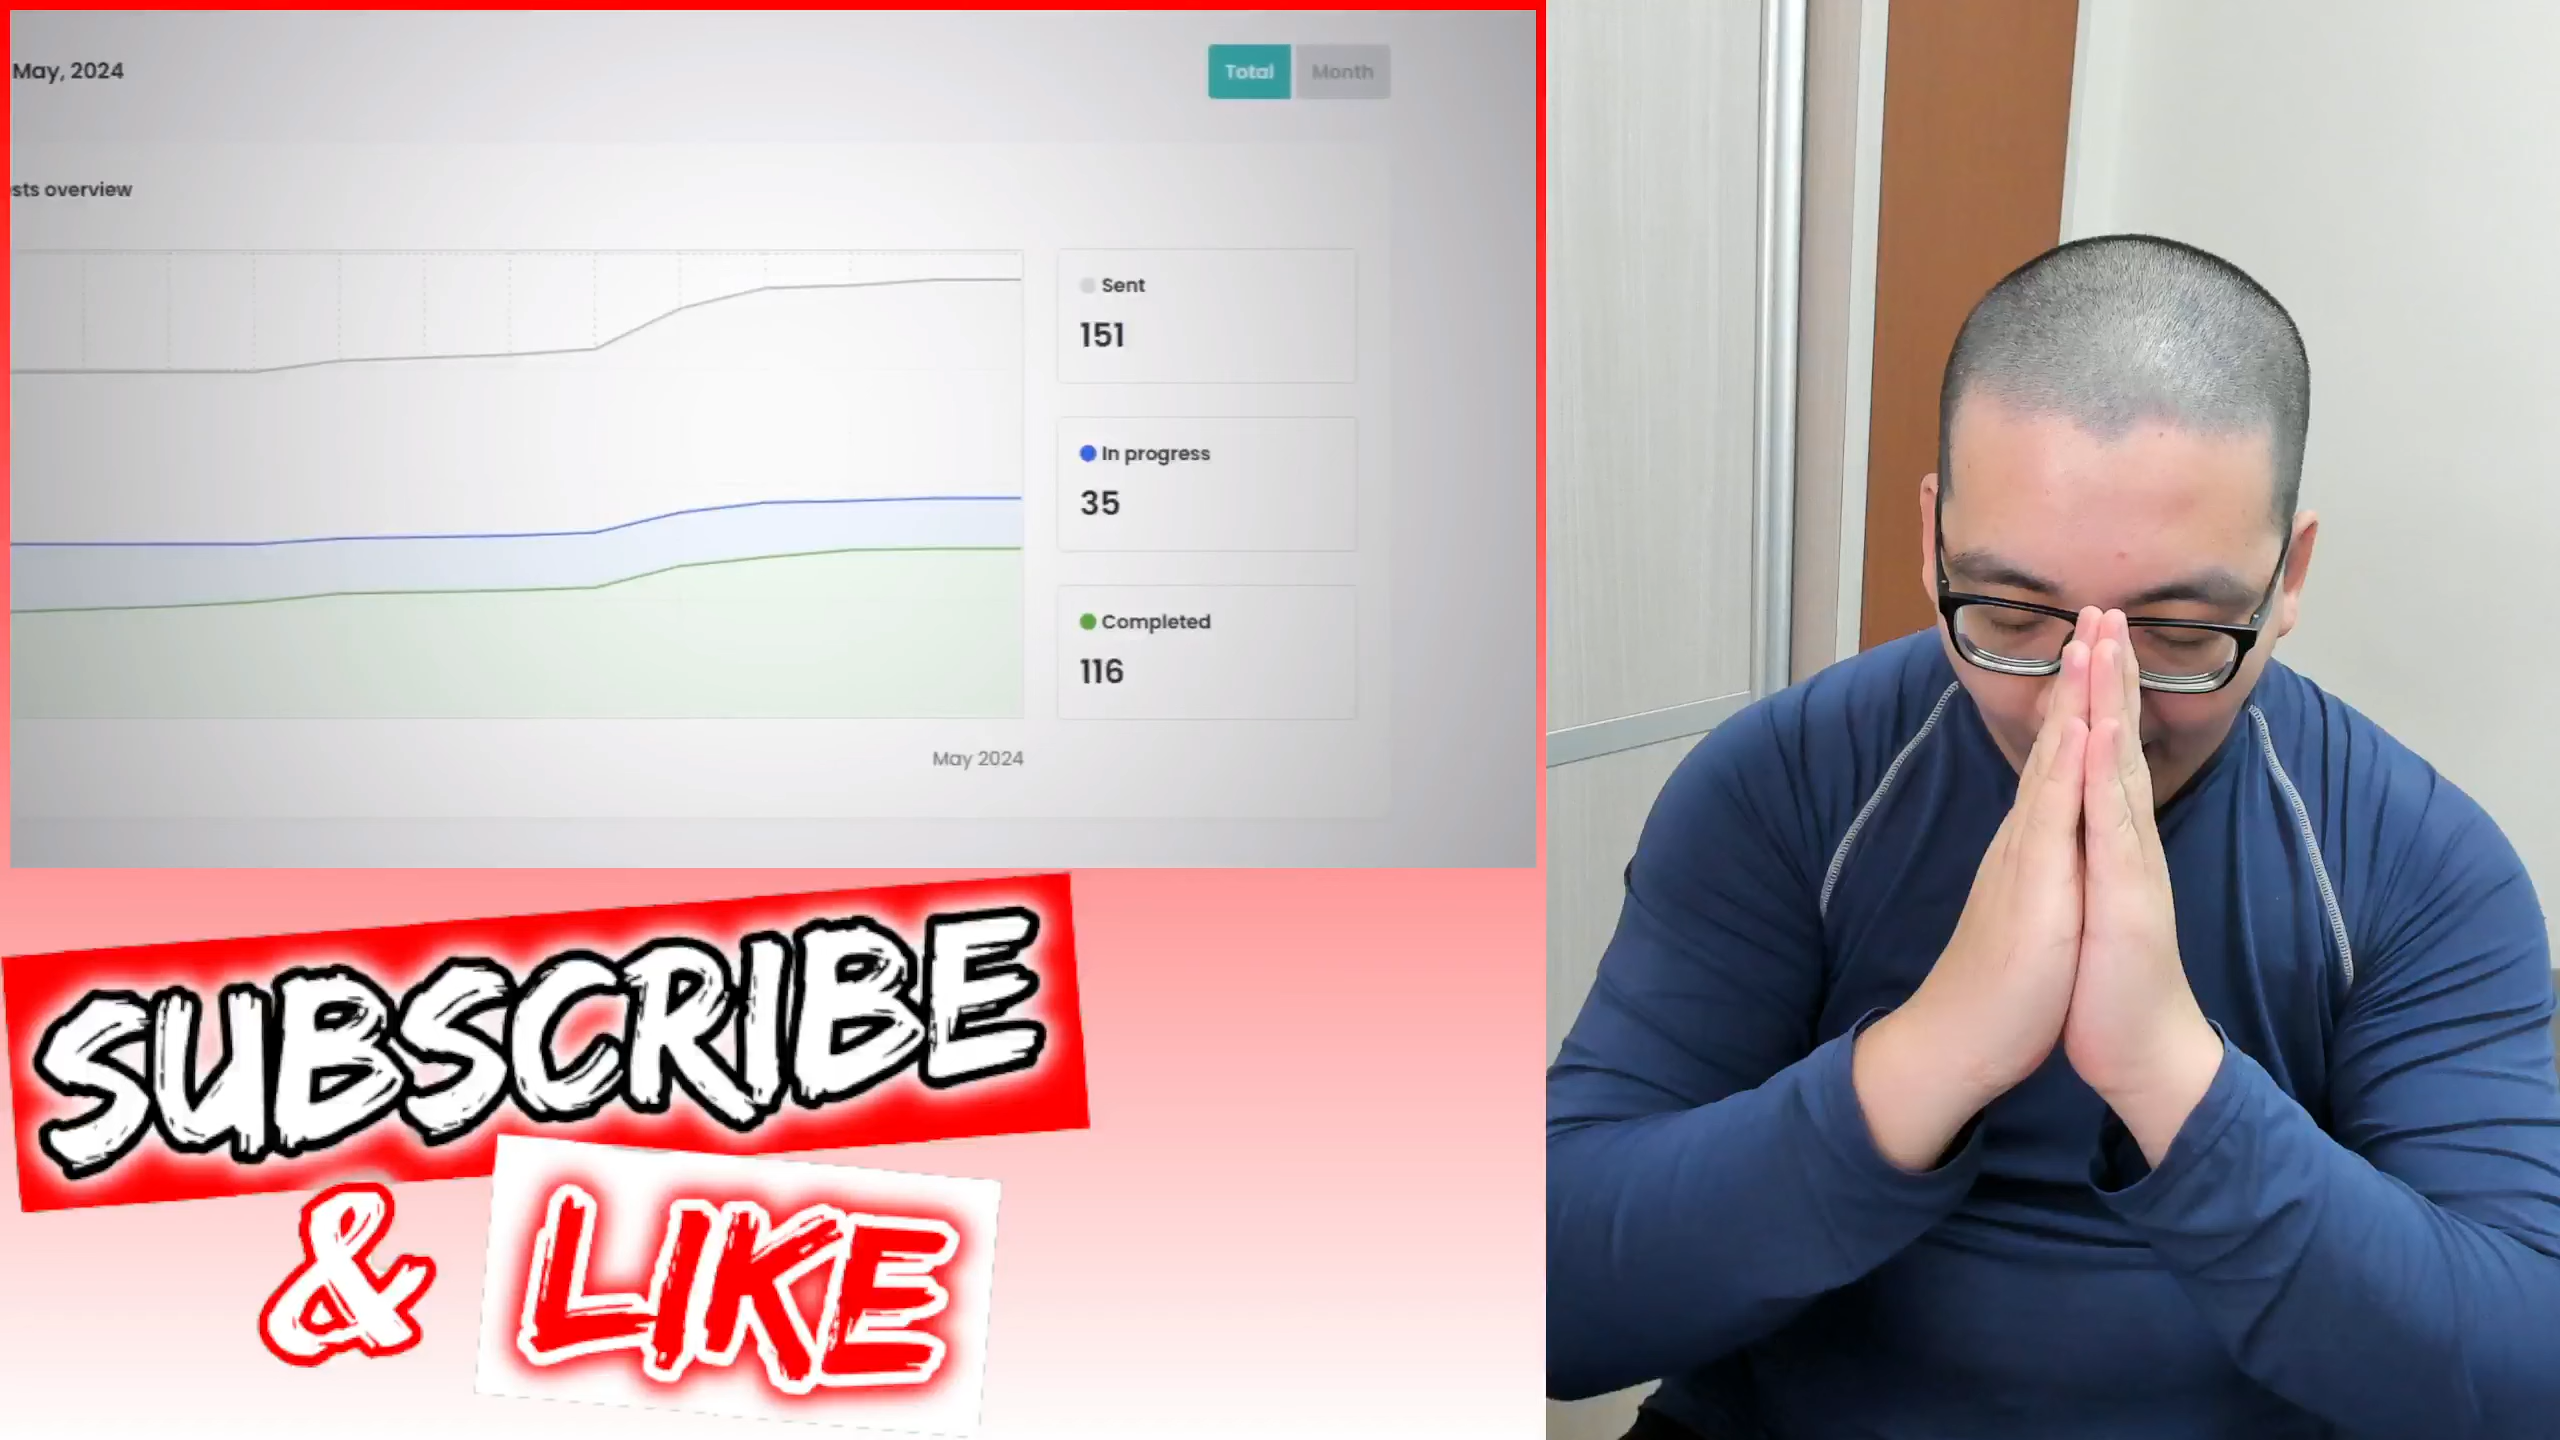 May, 2024
Total
Month
sts overview
Sent
151
In progress
35
Completed
116
May 2024
SUBSCRIBE
& LIKE